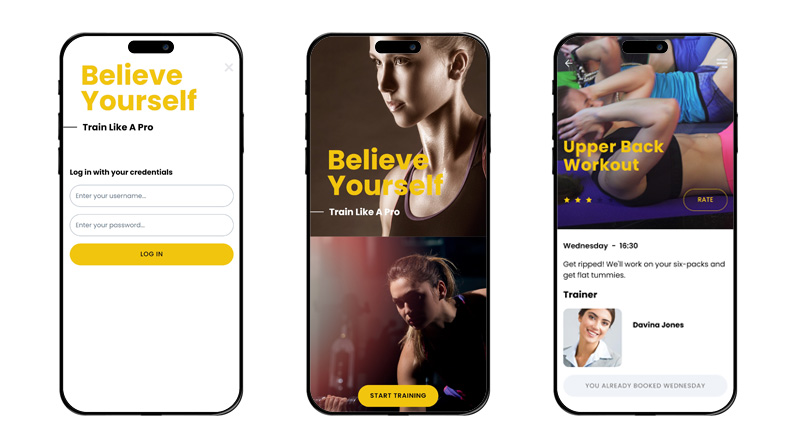 Believe
Yourself
Train Like A Pro
Log in with your credentials
Enter your username...
Enter your password...
LOG IN
Believe
Yourself
Train Like A Pro
START TRAINING
Upper Back
Workout
RATE
Wednesday - 16:30
Get ripped! We'll work on your six-packs and
get flat tummies.
Trainer
Davina Jones
YOU ALREADY BOOKED WEDNESDAY